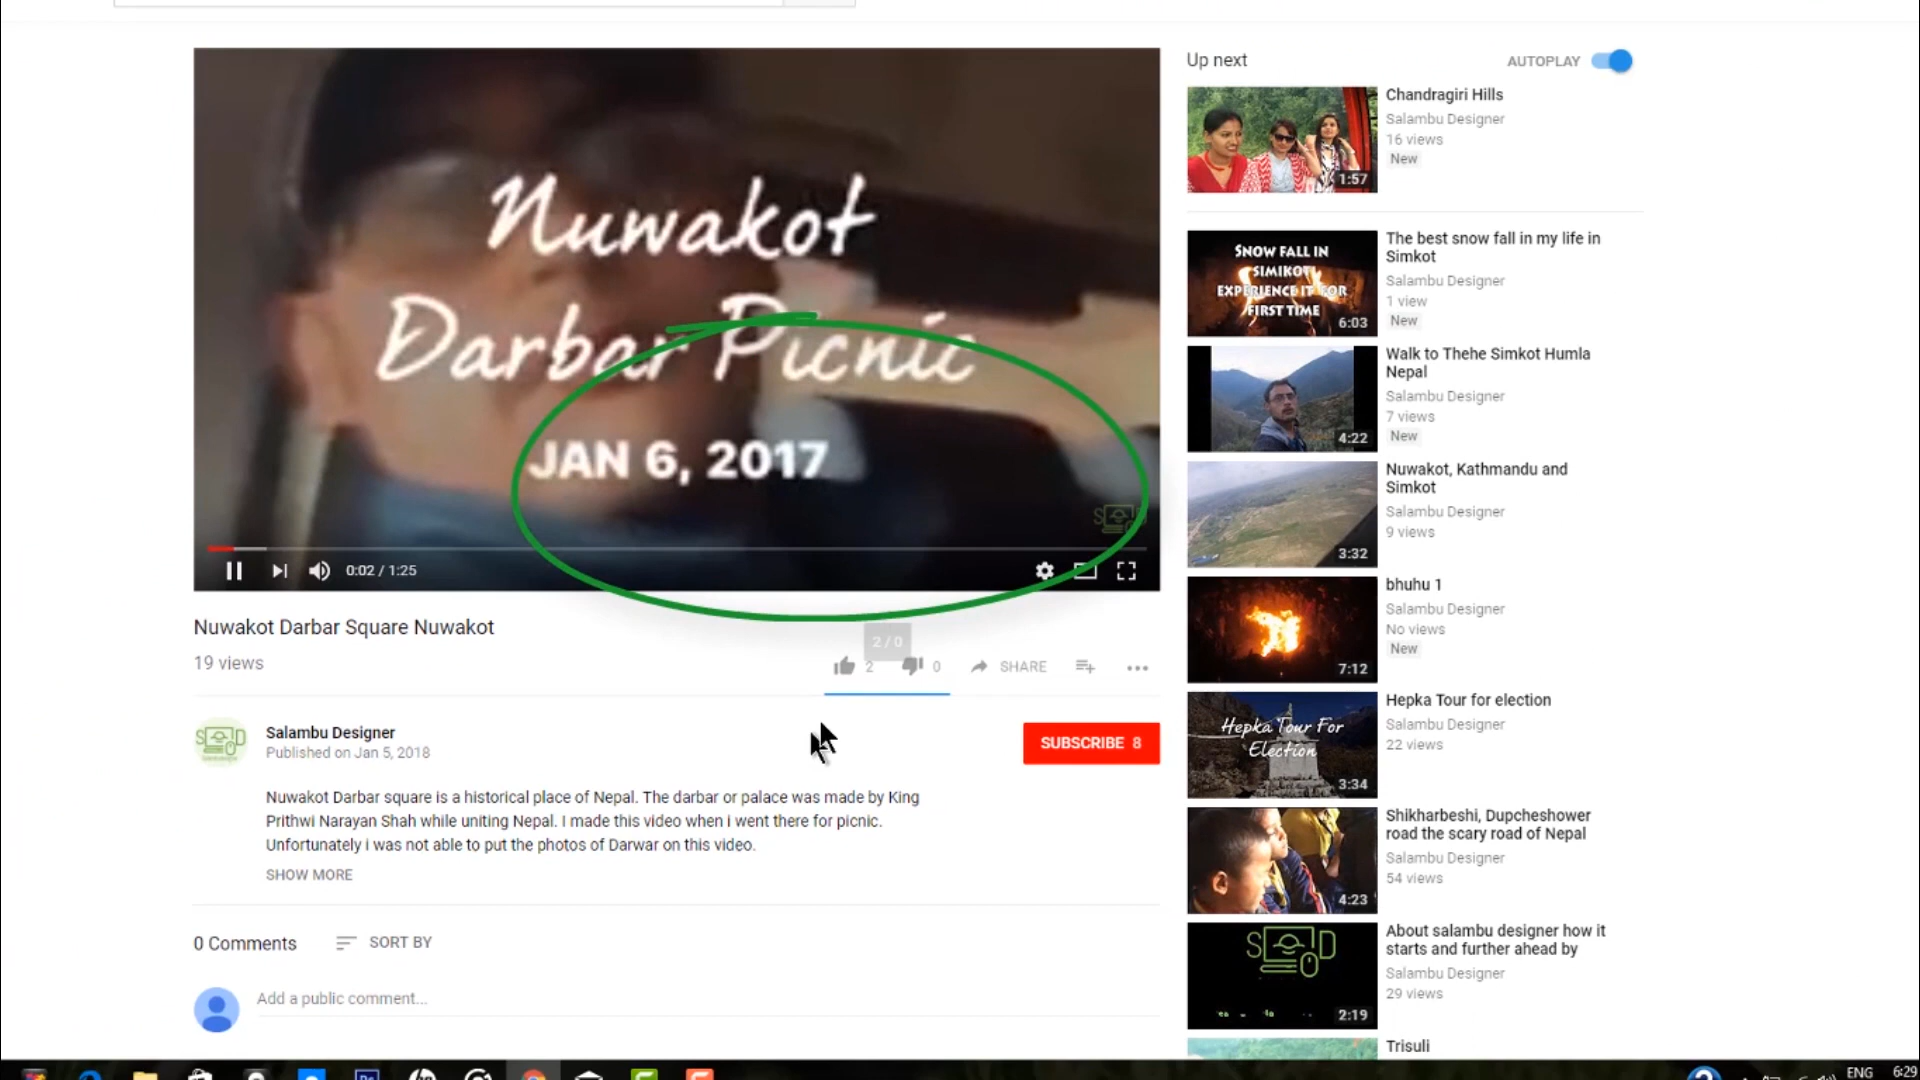 Nuwakot
Darbar Picnic
JAN 6, 2017
0:02 / 1:25
Nuwakot Darbar Square Nuwakot
19 views
2 / 0
2
0
SHARE
Salambu Designer
Published on Jan 5, 2018
SUBSCRIBE 8
Nuwakot Darbar square is a historical place of Nepal. The darbar or palace was made by King
Prithwi Narayan Shah while uniting Nepal. I made this video when i went there for picnic.
Unfortunately i was not able to put the photos of Darwar on this video.
SHOW MORE
0 Comments
SORT BY
Add a public comment...
Up next
AUTOPLAY
Chandragiri Hills
Salambu Designer
16 views
New
1:57
SNOW FALL IN
SIMIKOT
EXPERIENCE IT FOR
FIRST TIME
6:03
The best snow fall in my life in
Simkot
Salambu Designer
1 view
New
Walk to Thehe Simkot Humla
Nepal
Salambu Designer
7 views
New
4:22
Nuwakot, Kathmandu and
Simkot
Salambu Designer
9 views
3:32
bhuhu 1
Salambu Designer
No views
New
7:12
Hepka Tour For
Election
3:34
Hepka Tour for election
Salambu Designer
22 views
Shikharbeshi, Dupcheshower
road the scary road of Nepal
Salambu Designer
54 views
4:23
About salambu designer how it
starts and further ahead by
Salambu Designer
29 views
2:19
Trisuli
ENG
6:29